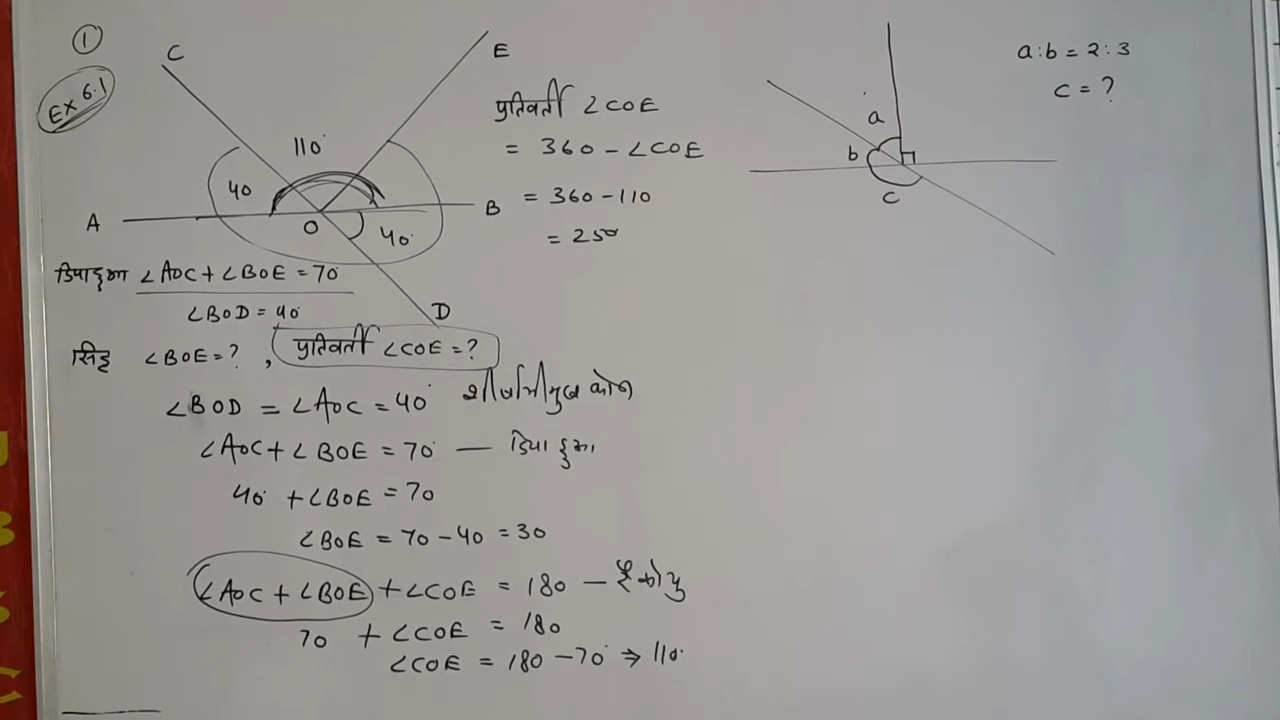 ①
Ex 6.1
C
E
110°
40
A
O
B
40°
D
प्रतिवर्ती ∠COE
= 360 - ∠COE
= 360 - 110
= 250
दिया हुआ ∠AOC + ∠BOE = 70°
∠BOD = 40°
सिद्ध ∠BOE = ? , प्रतिवर्ती ∠COE = ?
∠BOD = ∠AOC = 40° शीर्षाभिमुख कोण
∠AOC + ∠BOE = 70° — दिया हुआ
40° + ∠BOE = 70
∠BOE = 70 - 40 = 30
∠AOC + ∠BOE + ∠COE = 180 —
70 + ∠COE = 180
∠COE = 180 - 70° ⇒ 110°
a:b = 2:3
c = ?
a
b
c